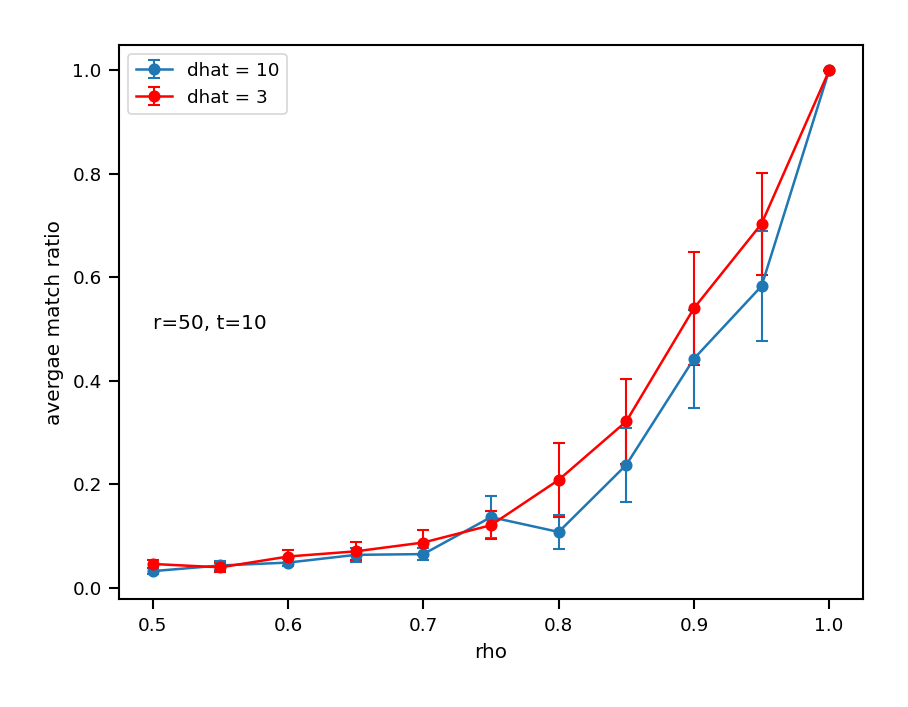 dhat = 10
dhat = 3
1.0
0.8
0.6
0.4
0.2
0.0
avergae match ratio
r=50, t=10
0.5 0.6 0.7 0.8 0.9 1.0
rho